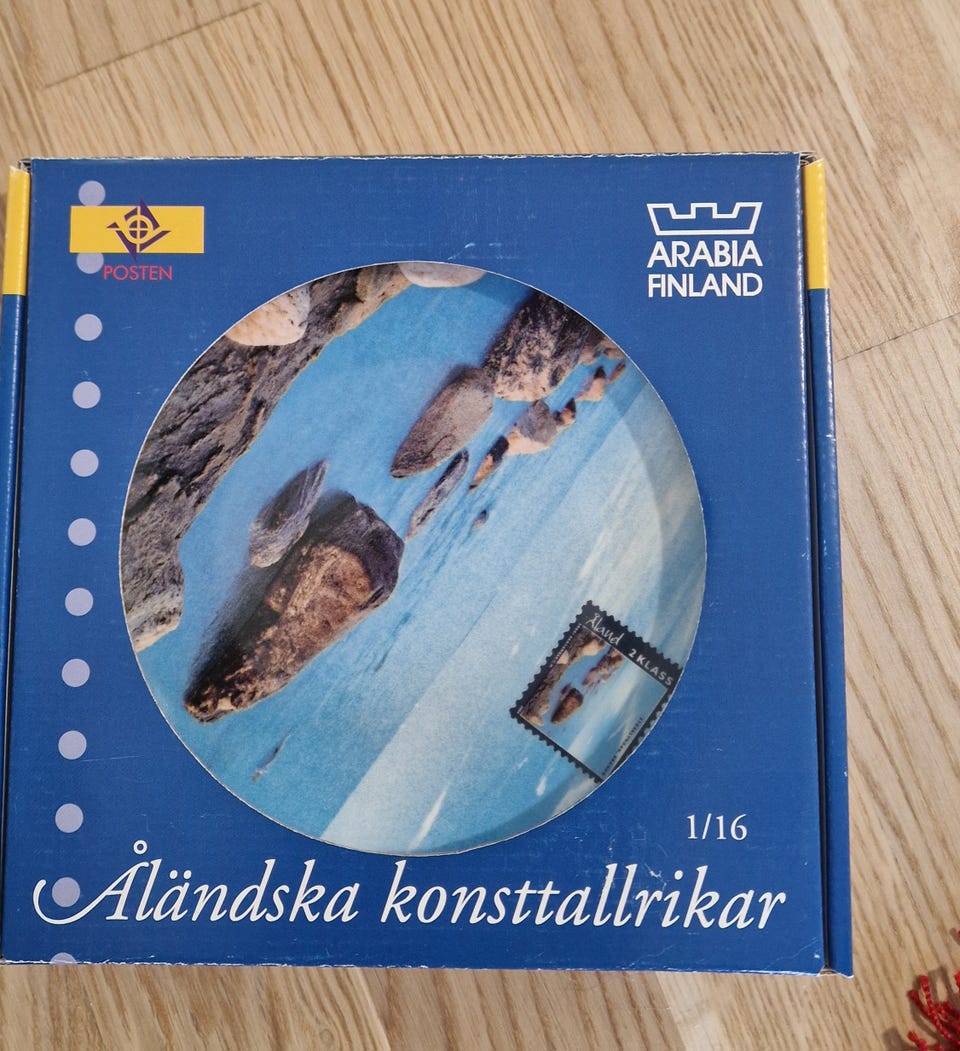 POSTEN
ARABIA
FINLAND
Åland
2 KLASS
1/16
Åländska konsttallrikar